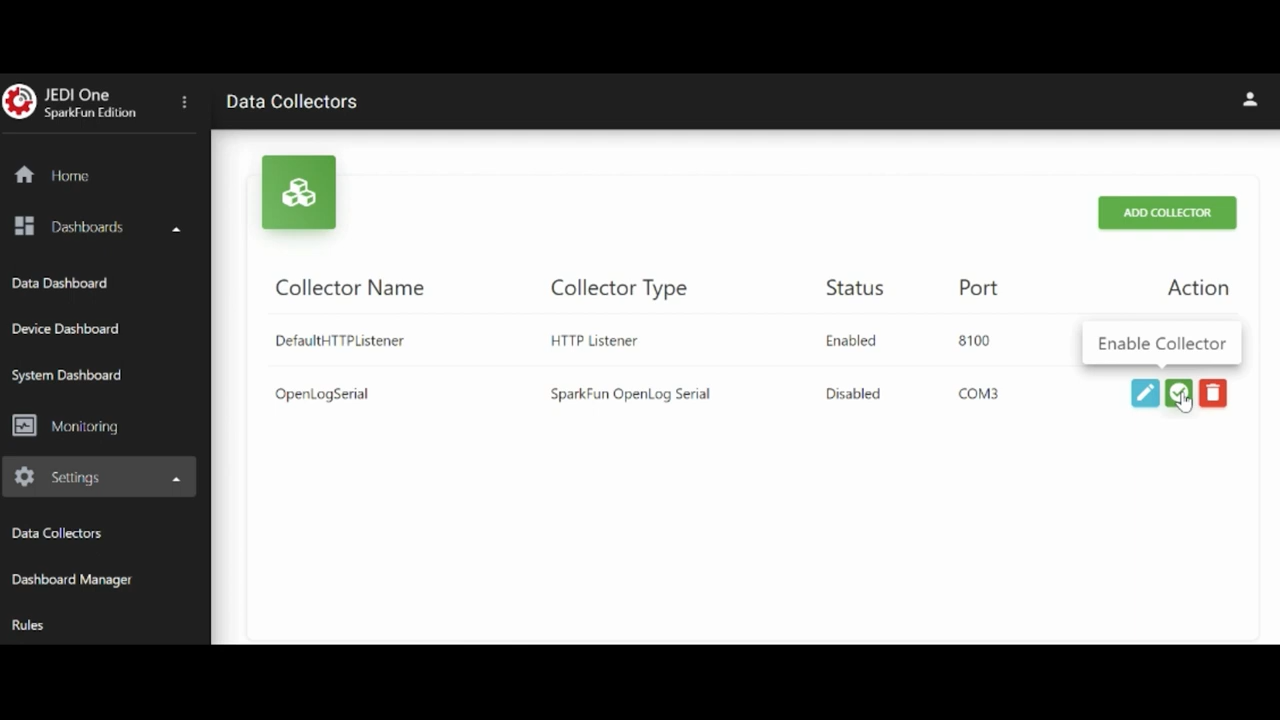 JEDI One
SparkFun Edition
Data Collectors
Home
Dashboards
Data Dashboard
Device Dashboard
System Dashboard
Monitoring
Settings
Data Collectors
Dashboard Manager
Rules
ADD COLLECTOR
Collector Name Collector Type Status Port Action
DefaultHTTPListener HTTP Listener Enabled 8100
Enable Collector
OpenLogSerial SparkFun OpenLog Serial Disabled COM3